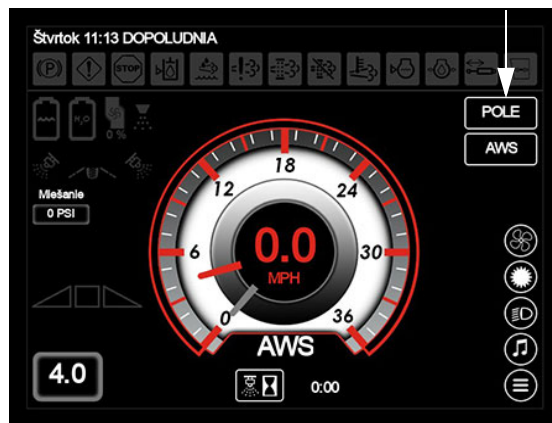 Štvrtok 11:13 DOPOLUDNIA
STOP
POLE
AWS
N₂O
0 %
Miešanie
0 PSI
18
12
24
6
30
0
36
0.0
MPH
AWS
4.0
0:00